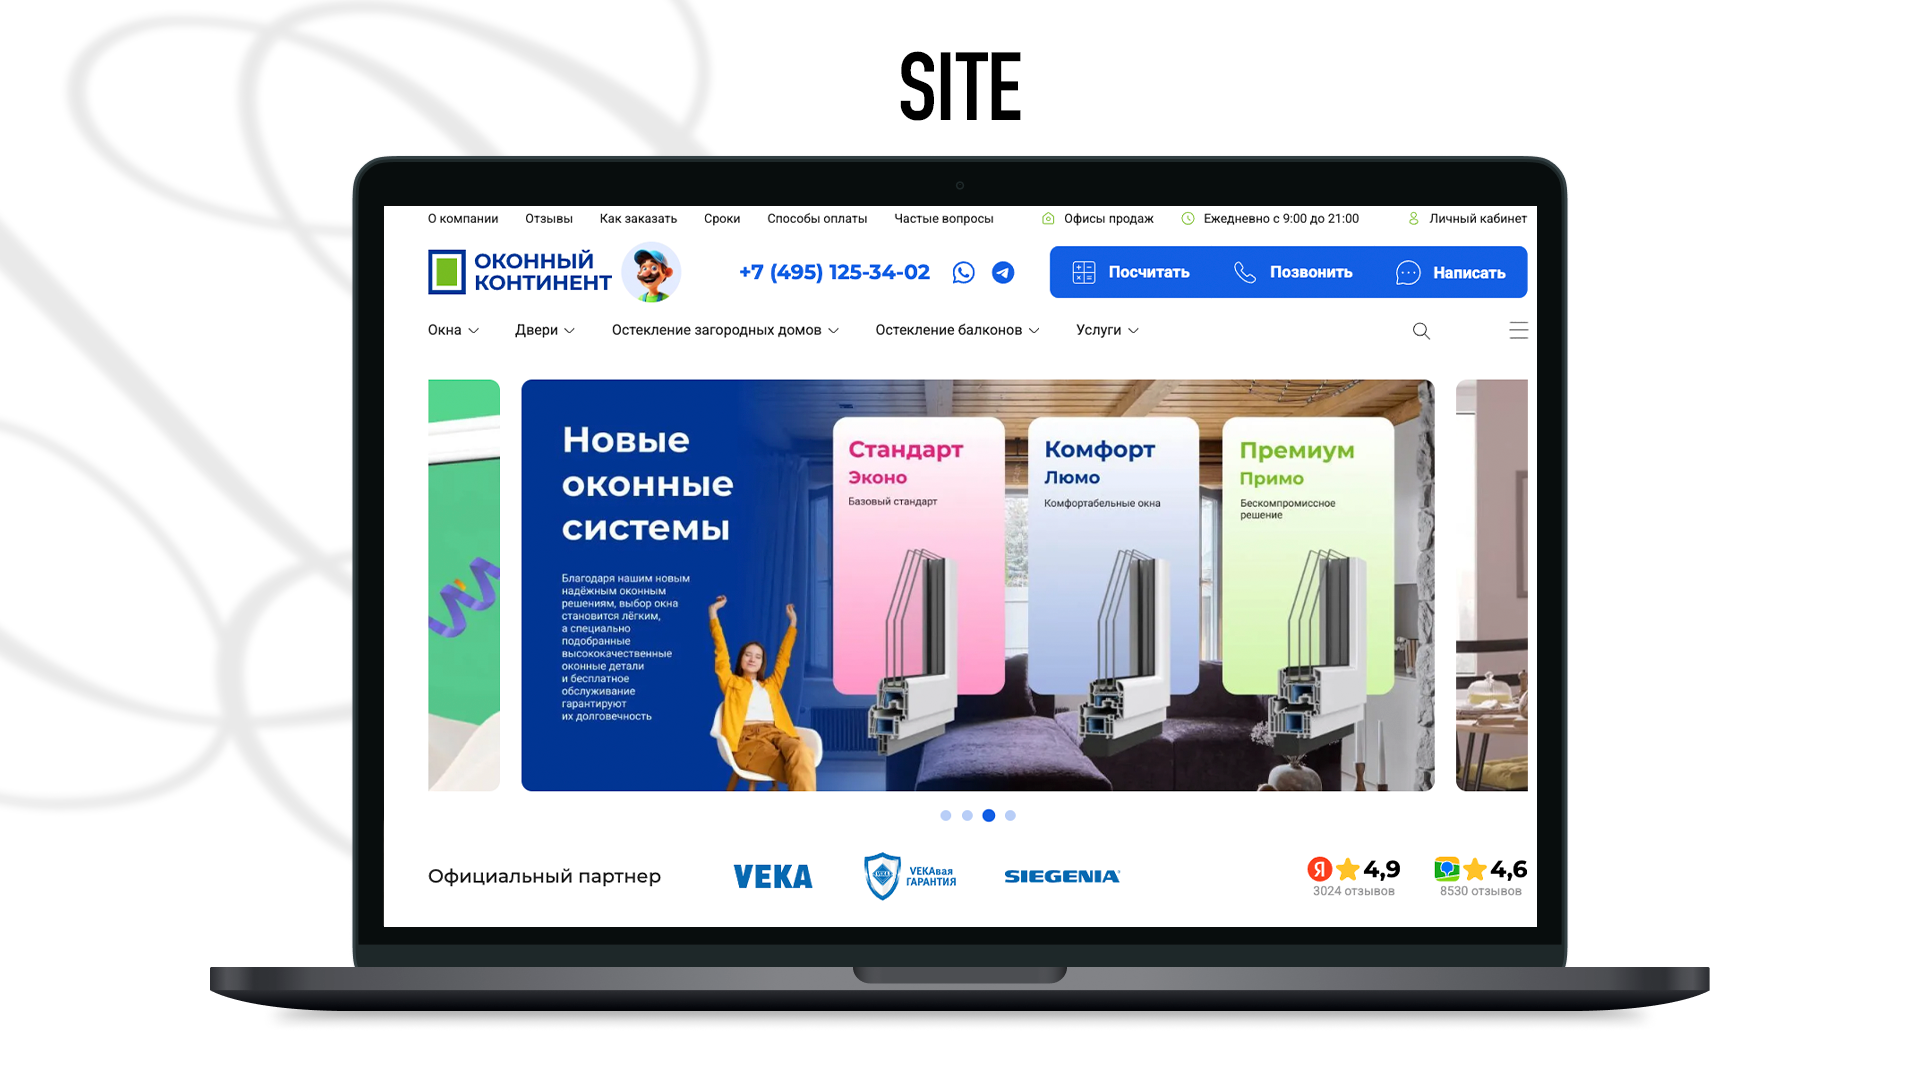 SITE
О компании Отзывы Как заказать Сроки Способы оплаты Частые вопросы Офисы продаж Ежедневно с 9:00 до 21:00 Личный кабинет
ОКОННЫЙ
КОНТИНЕНТ
+7 (495) 125-34-02
Посчитать Позвонить Написать
Окна Двери Остекление загородных домов Остекление балконов Услуги
Новые
оконные
системы
Благодаря нашим новым
надёжным оконным
решениям, выбор окна
становится лёгким,
а специально
подобранные
высококачественные
оконные детали
и бесплатное
обслуживание
гарантируют
их долговечность
Стандарт
Эконо
Базовый стандарт
Комфорт
Люмо
Комфортабельные окна
Премиум
Примо
Бескомпромиссное
решение
Официальный партнер
VEKA
VEKA
VEKAвая
ГАРАНТИЯ
SIEGENIA
Я 4,9
3024 отзывов
4,6
8530 отзывов